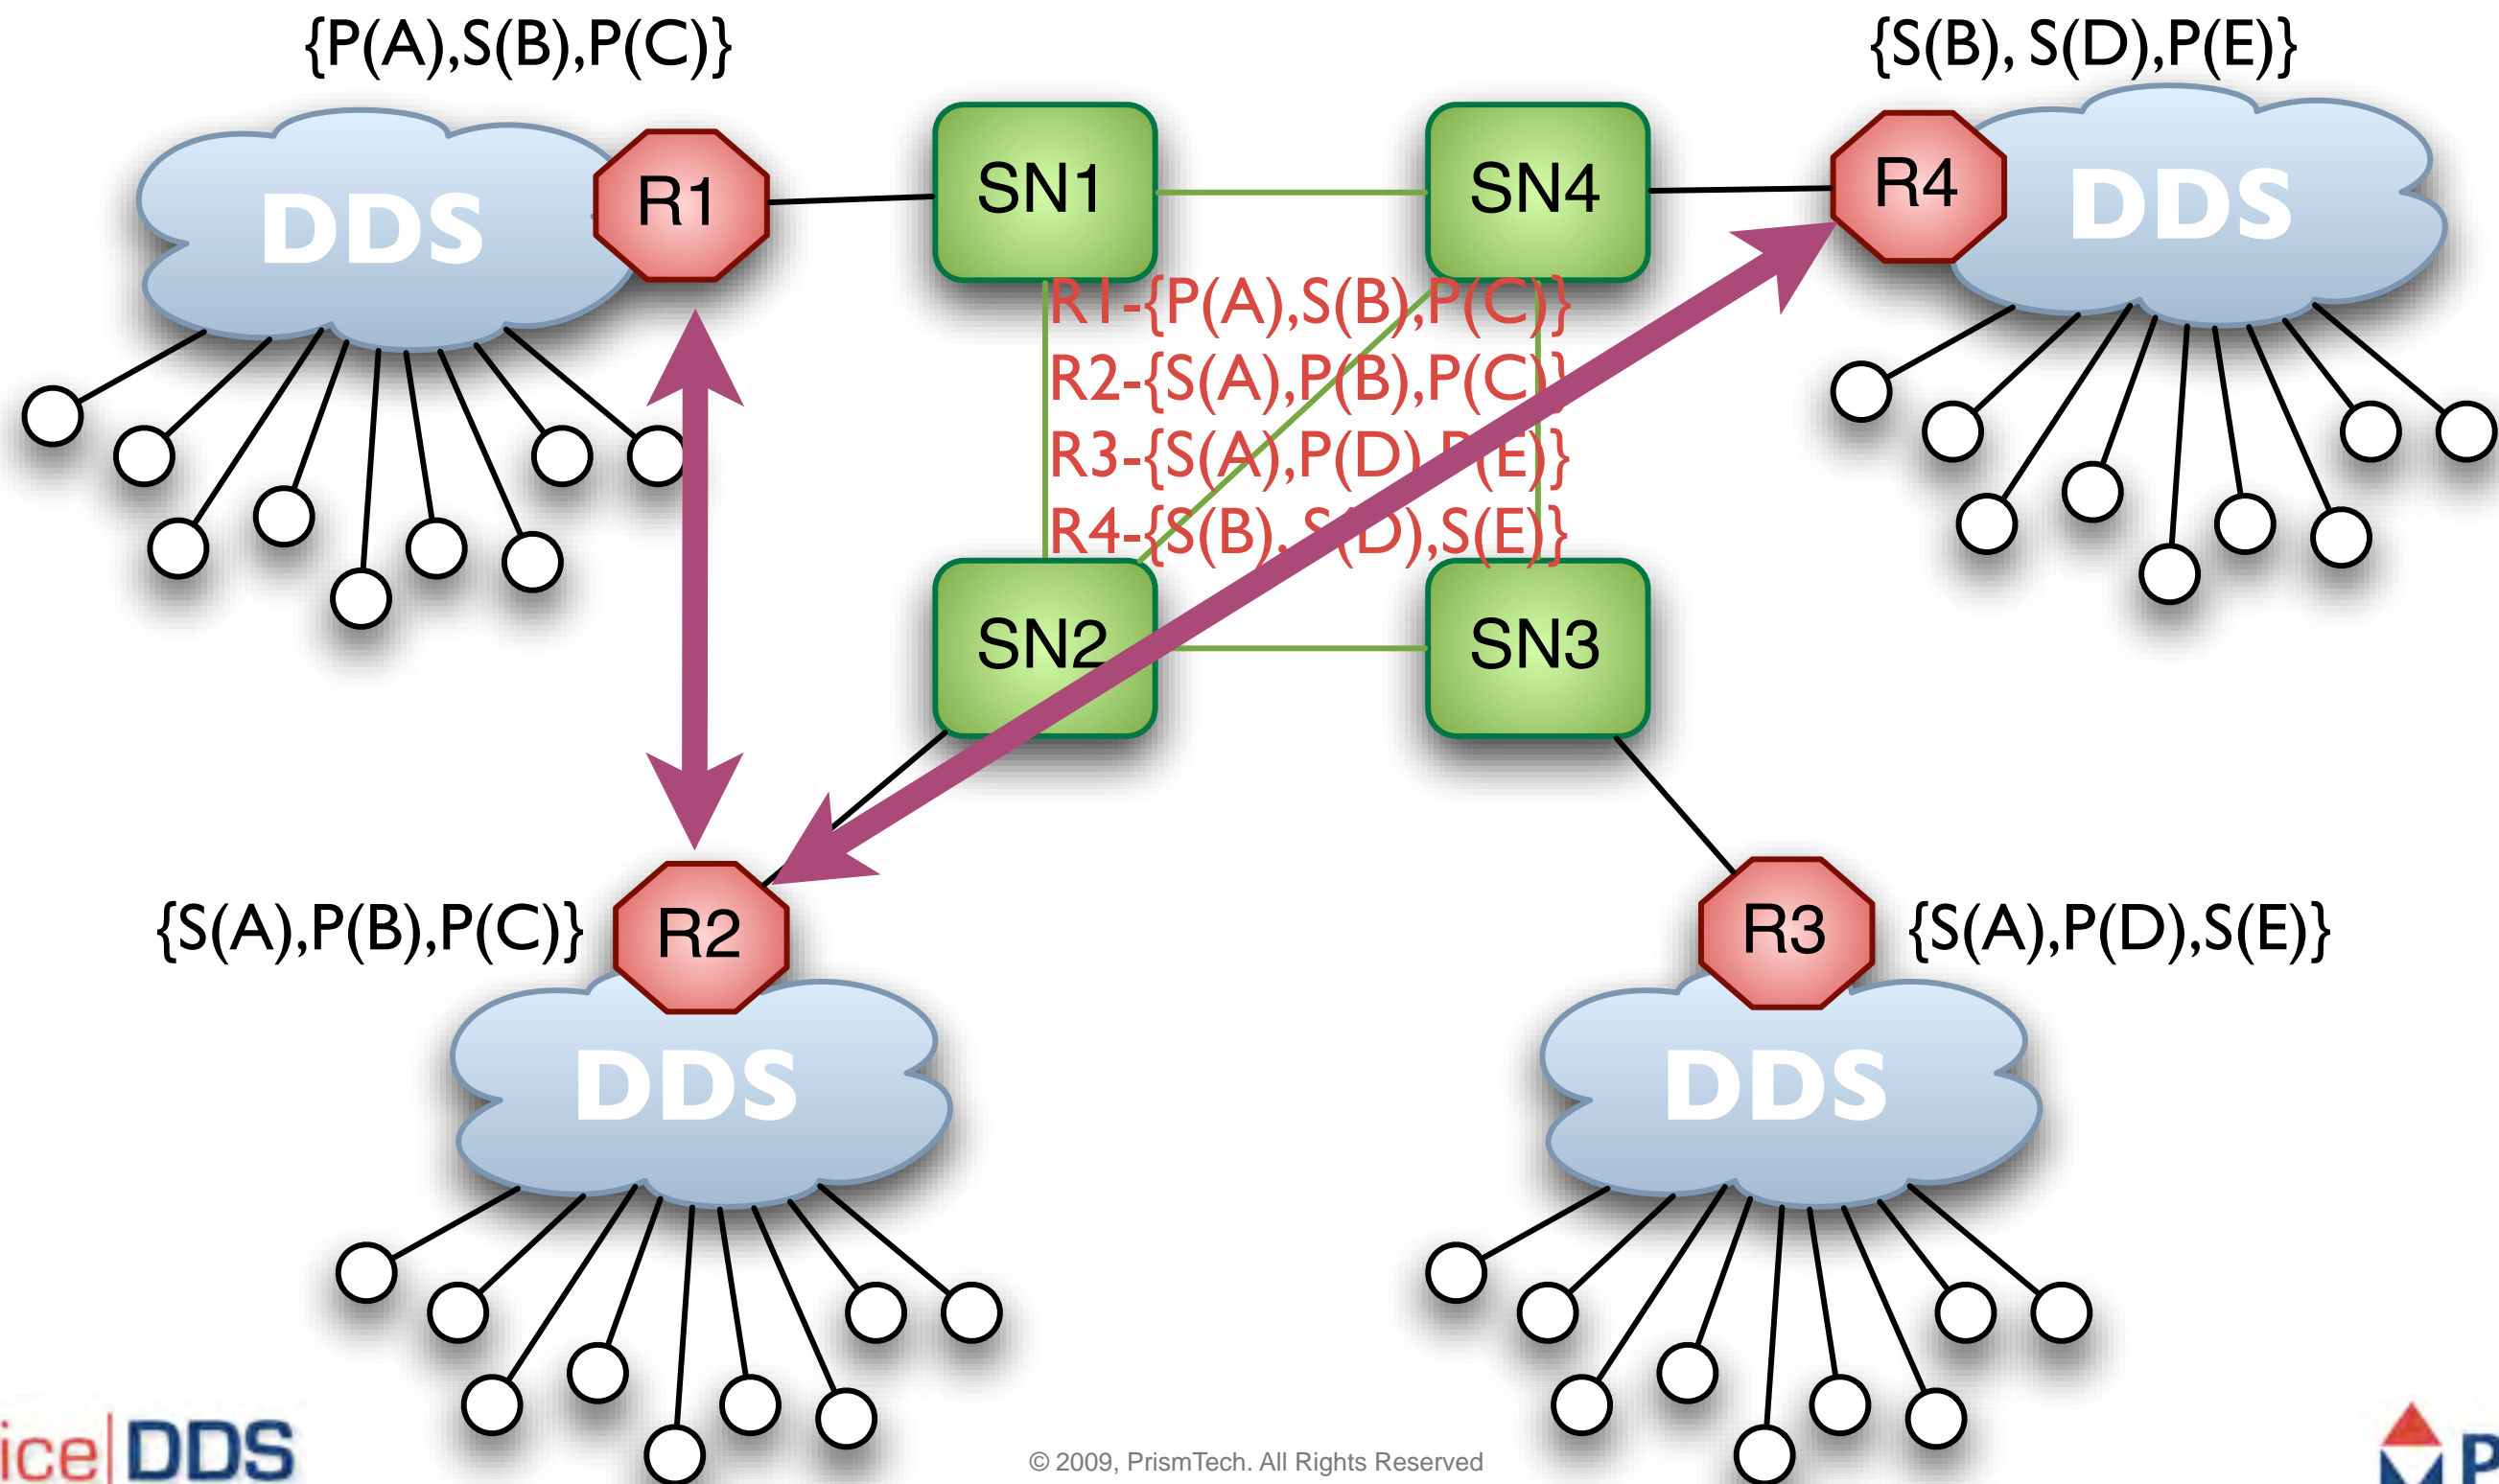 {P(A),S(B),P(C)}
{S(B), S(D),P(E)}
DDS
R1
SN1
SN4
R4
DDS
R1-{P(A),S(B),P(C)}
R2-{S(A),P(B),P(C)}
R3-{S(A),P(D),P(E)}
R4-{S(B), S(D),S(E)}
SN2
SN3
{S(A),P(B),P(C)}
R2
R3
{S(A),P(D),S(E)}
DDS
DDS
ice|DDS
© 2009, PrismTech. All Rights Reserved
P